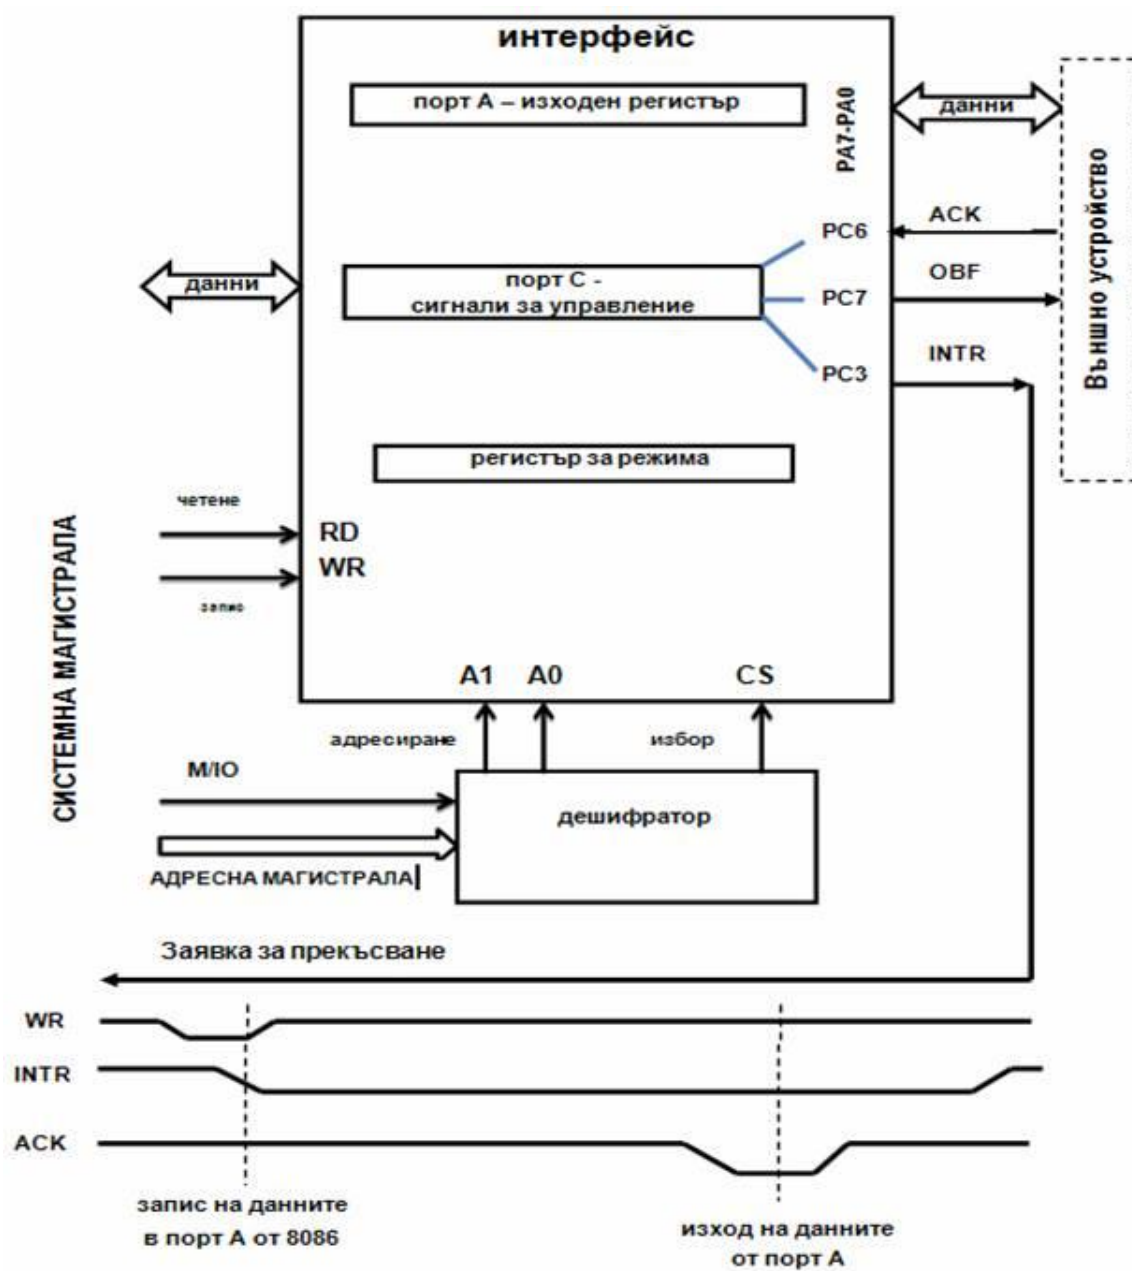 интерфейс
порт А – изходен регистър
PA7-PA0
данни
Външно устройство
ACK
PC6
данни
порт С -
сигнали за управление
OBF
PC7
INTR
PC3
регистър за режима
СИСТЕМНА МАГИСТРАЛА
четене
RD
WR
запис
A1 A0 CS
адресиране
избор
M/IO
дешифратор
АДРЕСНА МАГИСТРАЛА
Заявка за прекъсване
WR
INTR
ACK
запис на данните
в порт А от 8086
изход на данните
от порт А